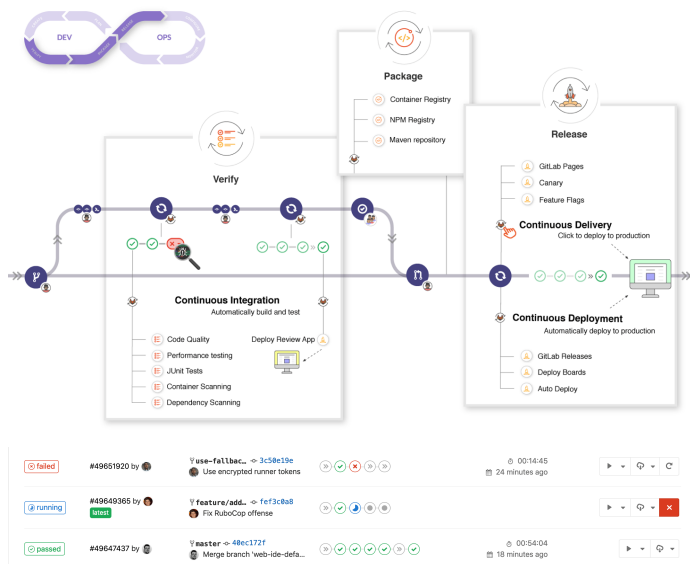 DEV
OPS
Package
Container Registry
NPM Registry
Maven repository
Verify
Release
GitLab Pages
Canary
Feature Flags
Continuous Delivery
Click to deploy to production
Continuous Integration
Automatically build and test
Code Quality
Deploy Review App
Performance testing
JUnit Tests
Container Scanning
Dependency Scanning
Continuous Deployment
Automatically deploy to production
GitLab Releases
Deploy Boards
Auto Deploy
failed
#49651920 by
use-fallbac… 3c50e19e
Use encrypted runner tokens
00:14:45
24 minutes ago
running
#49649365 by
latest
feature/add… fef3c0a8
Fix RuboCop offense
passed
#49647437 by
master 40ec172f
Merge branch 'web-ide-defa...
00:54:04
18 minutes ago